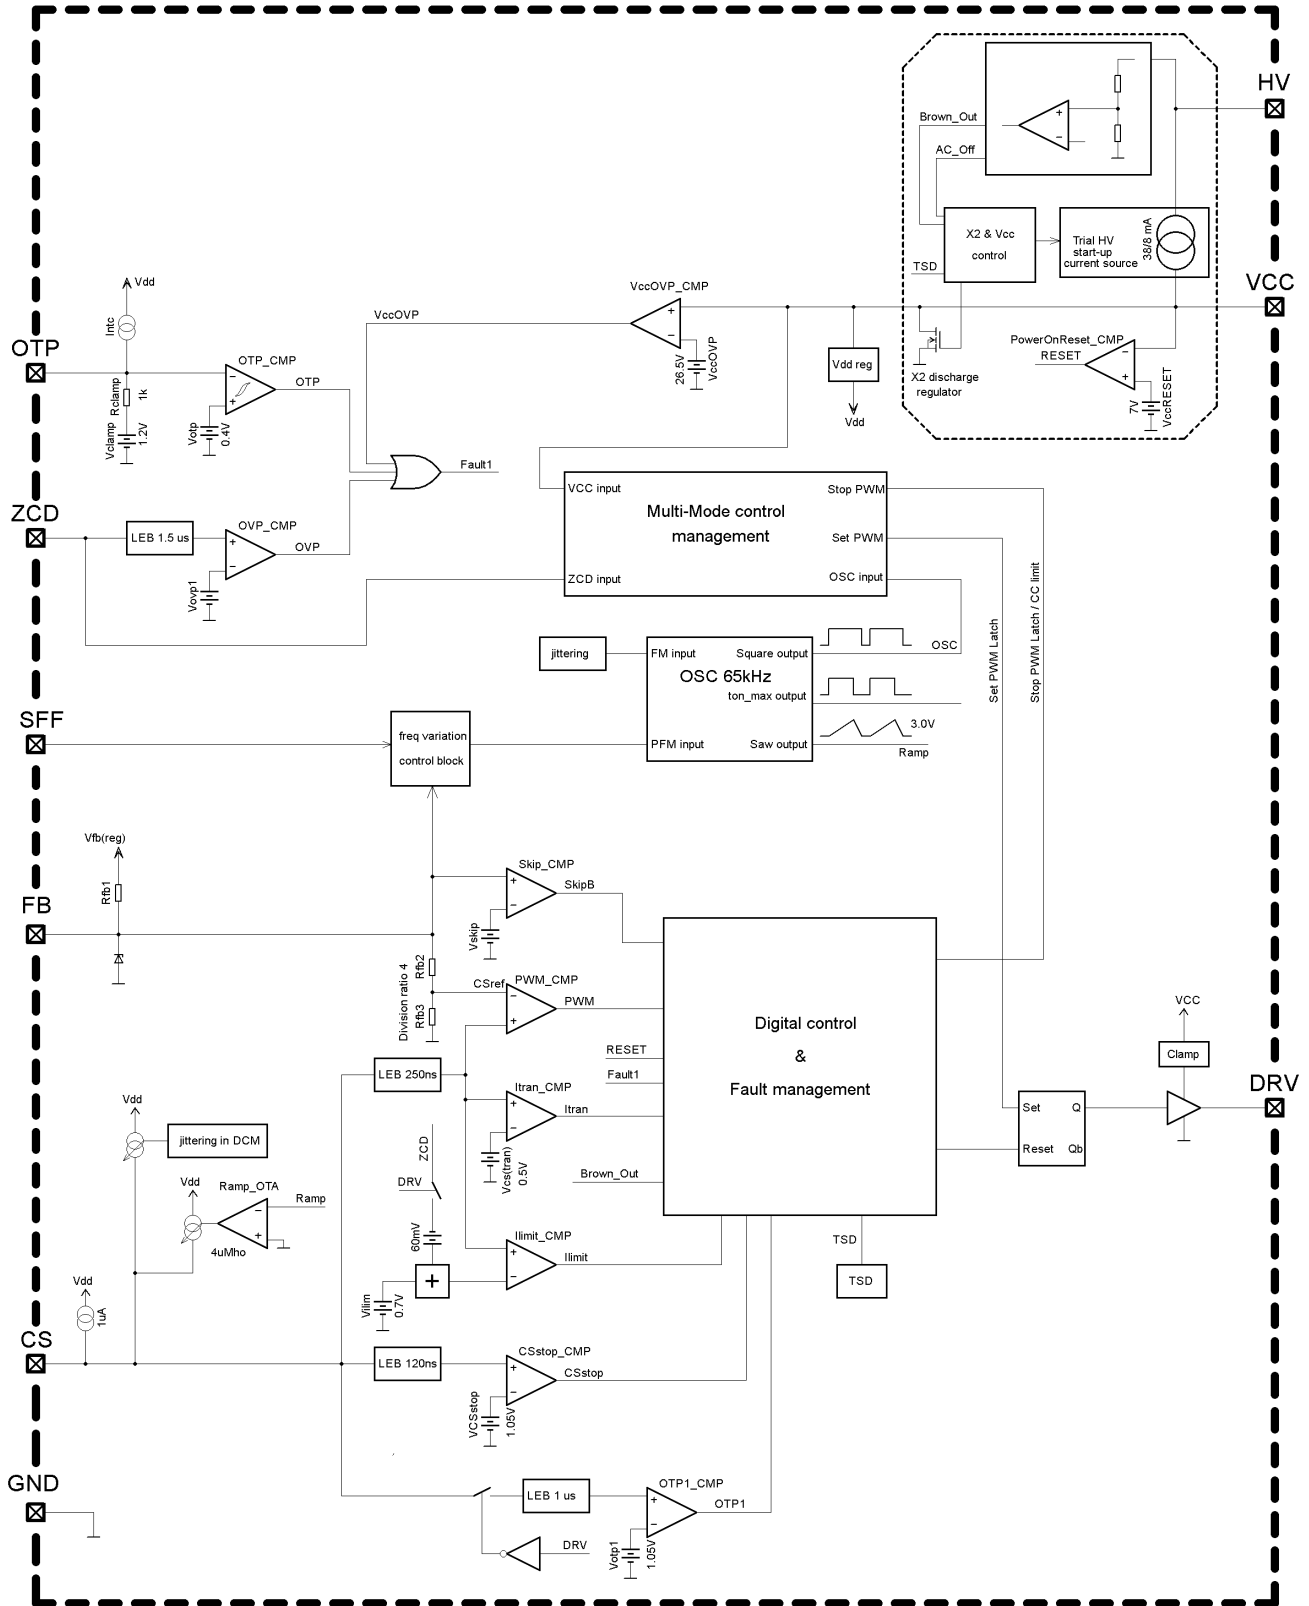 HV
Brown_Out
+
−
AC_Off
X2 & Vcc
control
Trial HV
start-up
current source
38/8 mA
TSD
VCC
VccOVP_CMP
VccOVP
+
−
26.5V
VccOVP
Vdd reg
Vdd
X2 discharge
regulator
PowerOnReset_CMP
RESET
−
+
7V
VccRESET
Vdd
Intc
OTP
OTP_CMP
OTP
−
+
Rclamp
1k
Vclamp
1.2V
Votp
0.4V
Fault1
ZCD
LEB 1.5 us
OVP_CMP
OVP
+
−
Vovp1
VCC input
Stop PWM
Multi-Mode control
management
Set PWM
ZCD input
OSC input
Set PWM Latch
Stop PWM Latch / CC limit
jittering
FM input
Square output
OSC
OSC 65kHz
ton_max output
PFM input
Saw output
3.0V
Ramp
SFF
freq variation
control block
Vfb(reg)
Rfb1
FB
Skip_CMP
SkipB
+
−
Vskip
Division ratio 4
Rfb2
Rfb3
CSref
PWM_CMP
PWM
−
+
Digital control
&
Fault management
RESET
Fault1
LEB 250ns
Itran_CMP
Itran
+
−
Vcs(tran)
0.5V
Brown_Out
VCC
Clamp
DRV
Set
Q
Reset
Qb
Vdd
jittering in DCM
ZCD
DRV
60mV
Vdd
Ramp_OTA
Ramp
−
+
4uMho
Ilimit_CMP
Ilimit
+
−
+
Vilim
0.7V
TSD
TSD
Vdd
1uA
CS
LEB 120ns
CSstop_CMP
CSstop
+
−
VCSstop
1.05V
GND
LEB 1 us
OTP1_CMP
OTP1
+
−
DRV
Votp1
1.05V